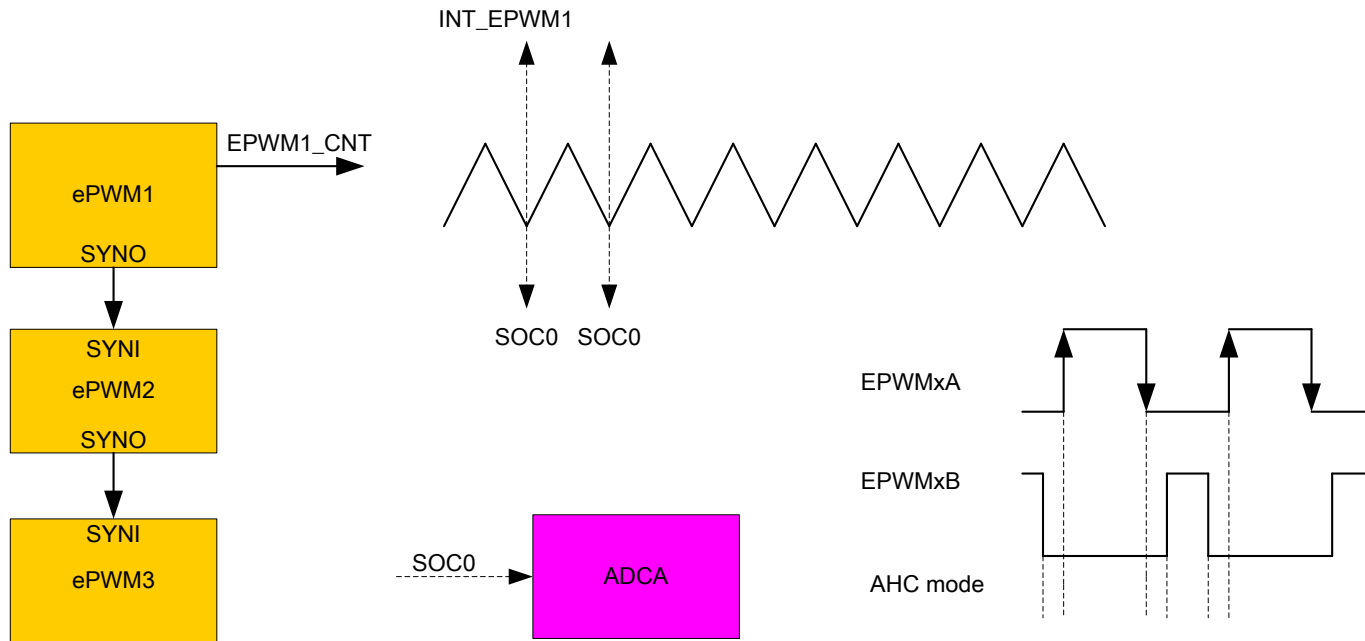 INT_EPWM1
EPWM1_CNT
ePWM1
SYNO
SOC0 SOC0
SYNI
ePWM2
SYNO
EPWMxA
EPWMxB
SYNI
ePWM3
SOC0
ADCA
AHC mode